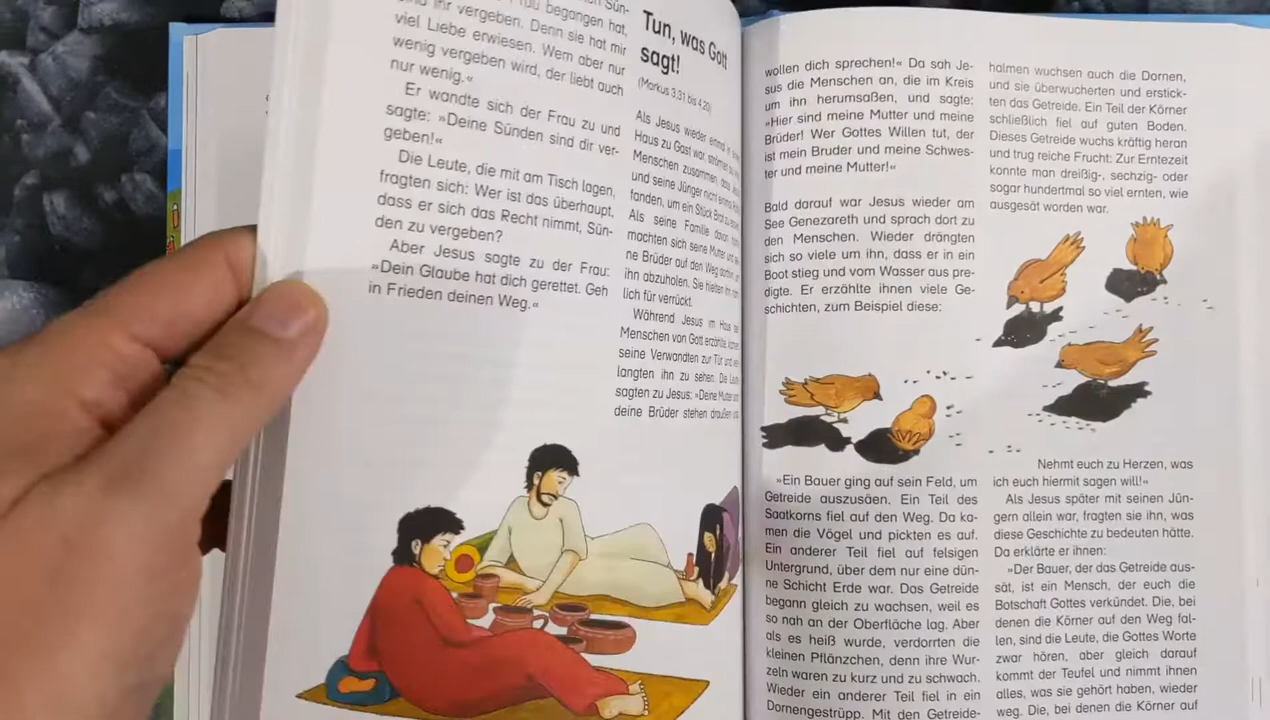 begangen hat,
ihr vergeben. Denn sie hat mir
viel Liebe erwiesen. Wem aber nur
wenig vergeben wird, der liebt auch
nur wenig.«
Er wandte sich der Frau zu und
sagte: »Deine Sünden sind dir ver-
geben!«
Die Leute, die mit am Tisch lagen,
fragten sich: Wer ist das überhaupt,
dass er sich das Recht nimmt, Sün-
den zu vergeben?
Aber Jesus sagte zu der Frau:
»Dein Glaube hat dich gerettet. Geh
in Frieden deinen Weg.«
Tun, was Gott
sagt!
(Markus 3,31 bis 4,20)
Als Jesus wieder einmal in
Haus zu Gast war, strömten
Menschen zusammen, dass
und seine Jünger nicht einmal
fanden, um ein Stück Brot zu
Als seine Familie davon
machten sich seine Mutter und
ne Brüder auf den Weg dorthin,
ihn abzuholen. Sie hielten ihn
lich für verrückt.
Während Jesus im Haus
Menschen von Gott erzählte,
seine Verwandten zur Tür und
langten ihn zu sehen. Die Leute
sagten zu Jesus: »Deine Mutter und
deine Brüder stehen draußen und
wollen dich sprechen!« Da sah Je-
sus die Menschen an, die im Kreis
um ihn herumsaßen, und sagte:
»Hier sind meine Mutter und meine
Brüder! Wer Gottes Willen tut, der
ist mein Bruder und meine Schwes-
ter und meine Mutter!«
Bald darauf war Jesus wieder am
See Genezareth und sprach dort zu
den Menschen. Wieder drängten
sich so viele um ihn, dass er in ein
Boot stieg und vom Wasser aus pre-
digte. Er erzählte ihnen viele Ge-
schichten, zum Beispiel diese:
»Ein Bauer ging auf sein Feld, um
Getreide auszusäen. Ein Teil des
Saatkorns fiel auf den Weg. Da ka-
men die Vögel und pickten es auf.
Ein anderer Teil fiel auf felsigen
Untergrund, über dem nur eine dün-
ne Schicht Erde war. Das Getreide
begann gleich zu wachsen, weil es
so nah an der Oberfläche lag. Aber
als es heiß wurde, verdorrten die
kleinen Pflänzchen, denn ihre Wur-
zeln waren zu kurz und zu schwach.
Wieder ein anderer Teil fiel in ein
Dornengestrüpp. Mit den Getreide-
halmen wuchsen auch die Dornen,
und sie überwucherten und erstick-
ten das Getreide. Ein Teil der Körner
schließlich fiel auf guten Boden.
Dieses Getreide wuchs kräftig heran
und trug reiche Frucht: Zur Erntezeit
konnte man dreißig-, sechzig- oder
sogar hundertmal so viel ernten, wie
ausgesät worden war.
Nehmt euch zu Herzen, was
ich euch hiermit sagen will!«
Als Jesus später mit seinen Jün-
gern allein war, fragten sie ihn, was
diese Geschichte zu bedeuten hätte.
Da erklärte er ihnen:
»Der Bauer, der das Getreide aus-
sät, ist ein Mensch, der euch die
Botschaft Gottes verkündet. Die, bei
denen die Körner auf den Weg fal-
len, sind die Leute, die Gottes Worte
zwar hören, aber gleich darauf
kommt der Teufel und nimmt ihnen
alles, was sie gehört haben, wieder
weg. Die, bei denen die Körner auf